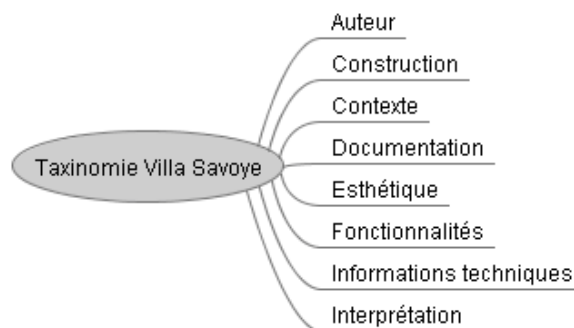 Auteur
Construction
Contexte
Documentation
Taxinomie Villa Savoye
Esthétique
Fonctionnalités
Informations techniques
Interprétation